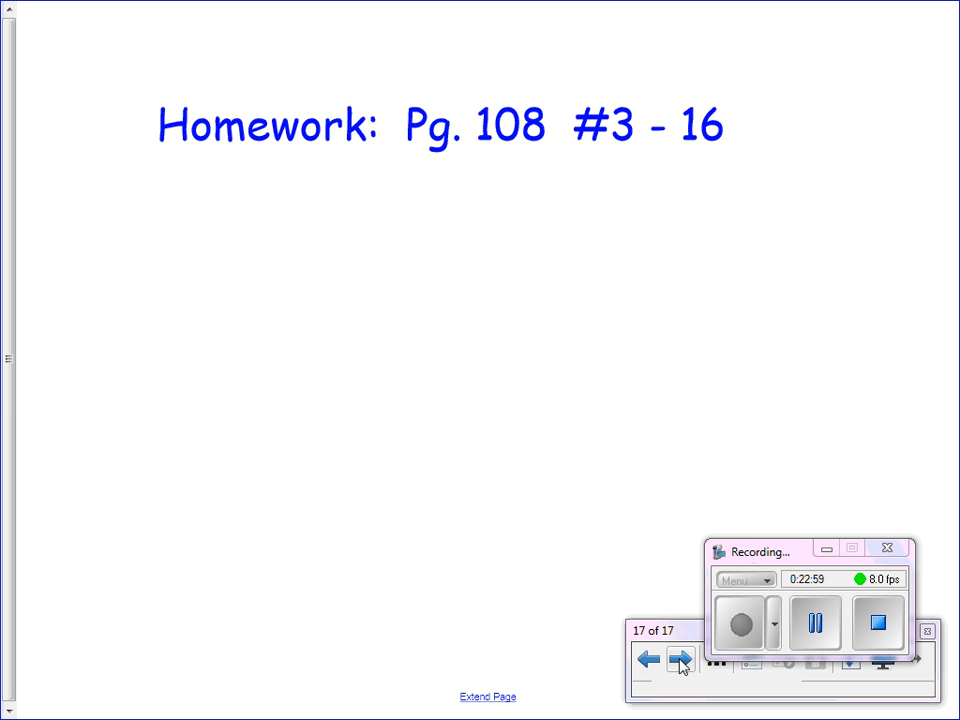 Homework: Pg. 108 #3 - 16
Recording...
Menu
0:22:59
8.0 fps
17 of 17
Extend Page